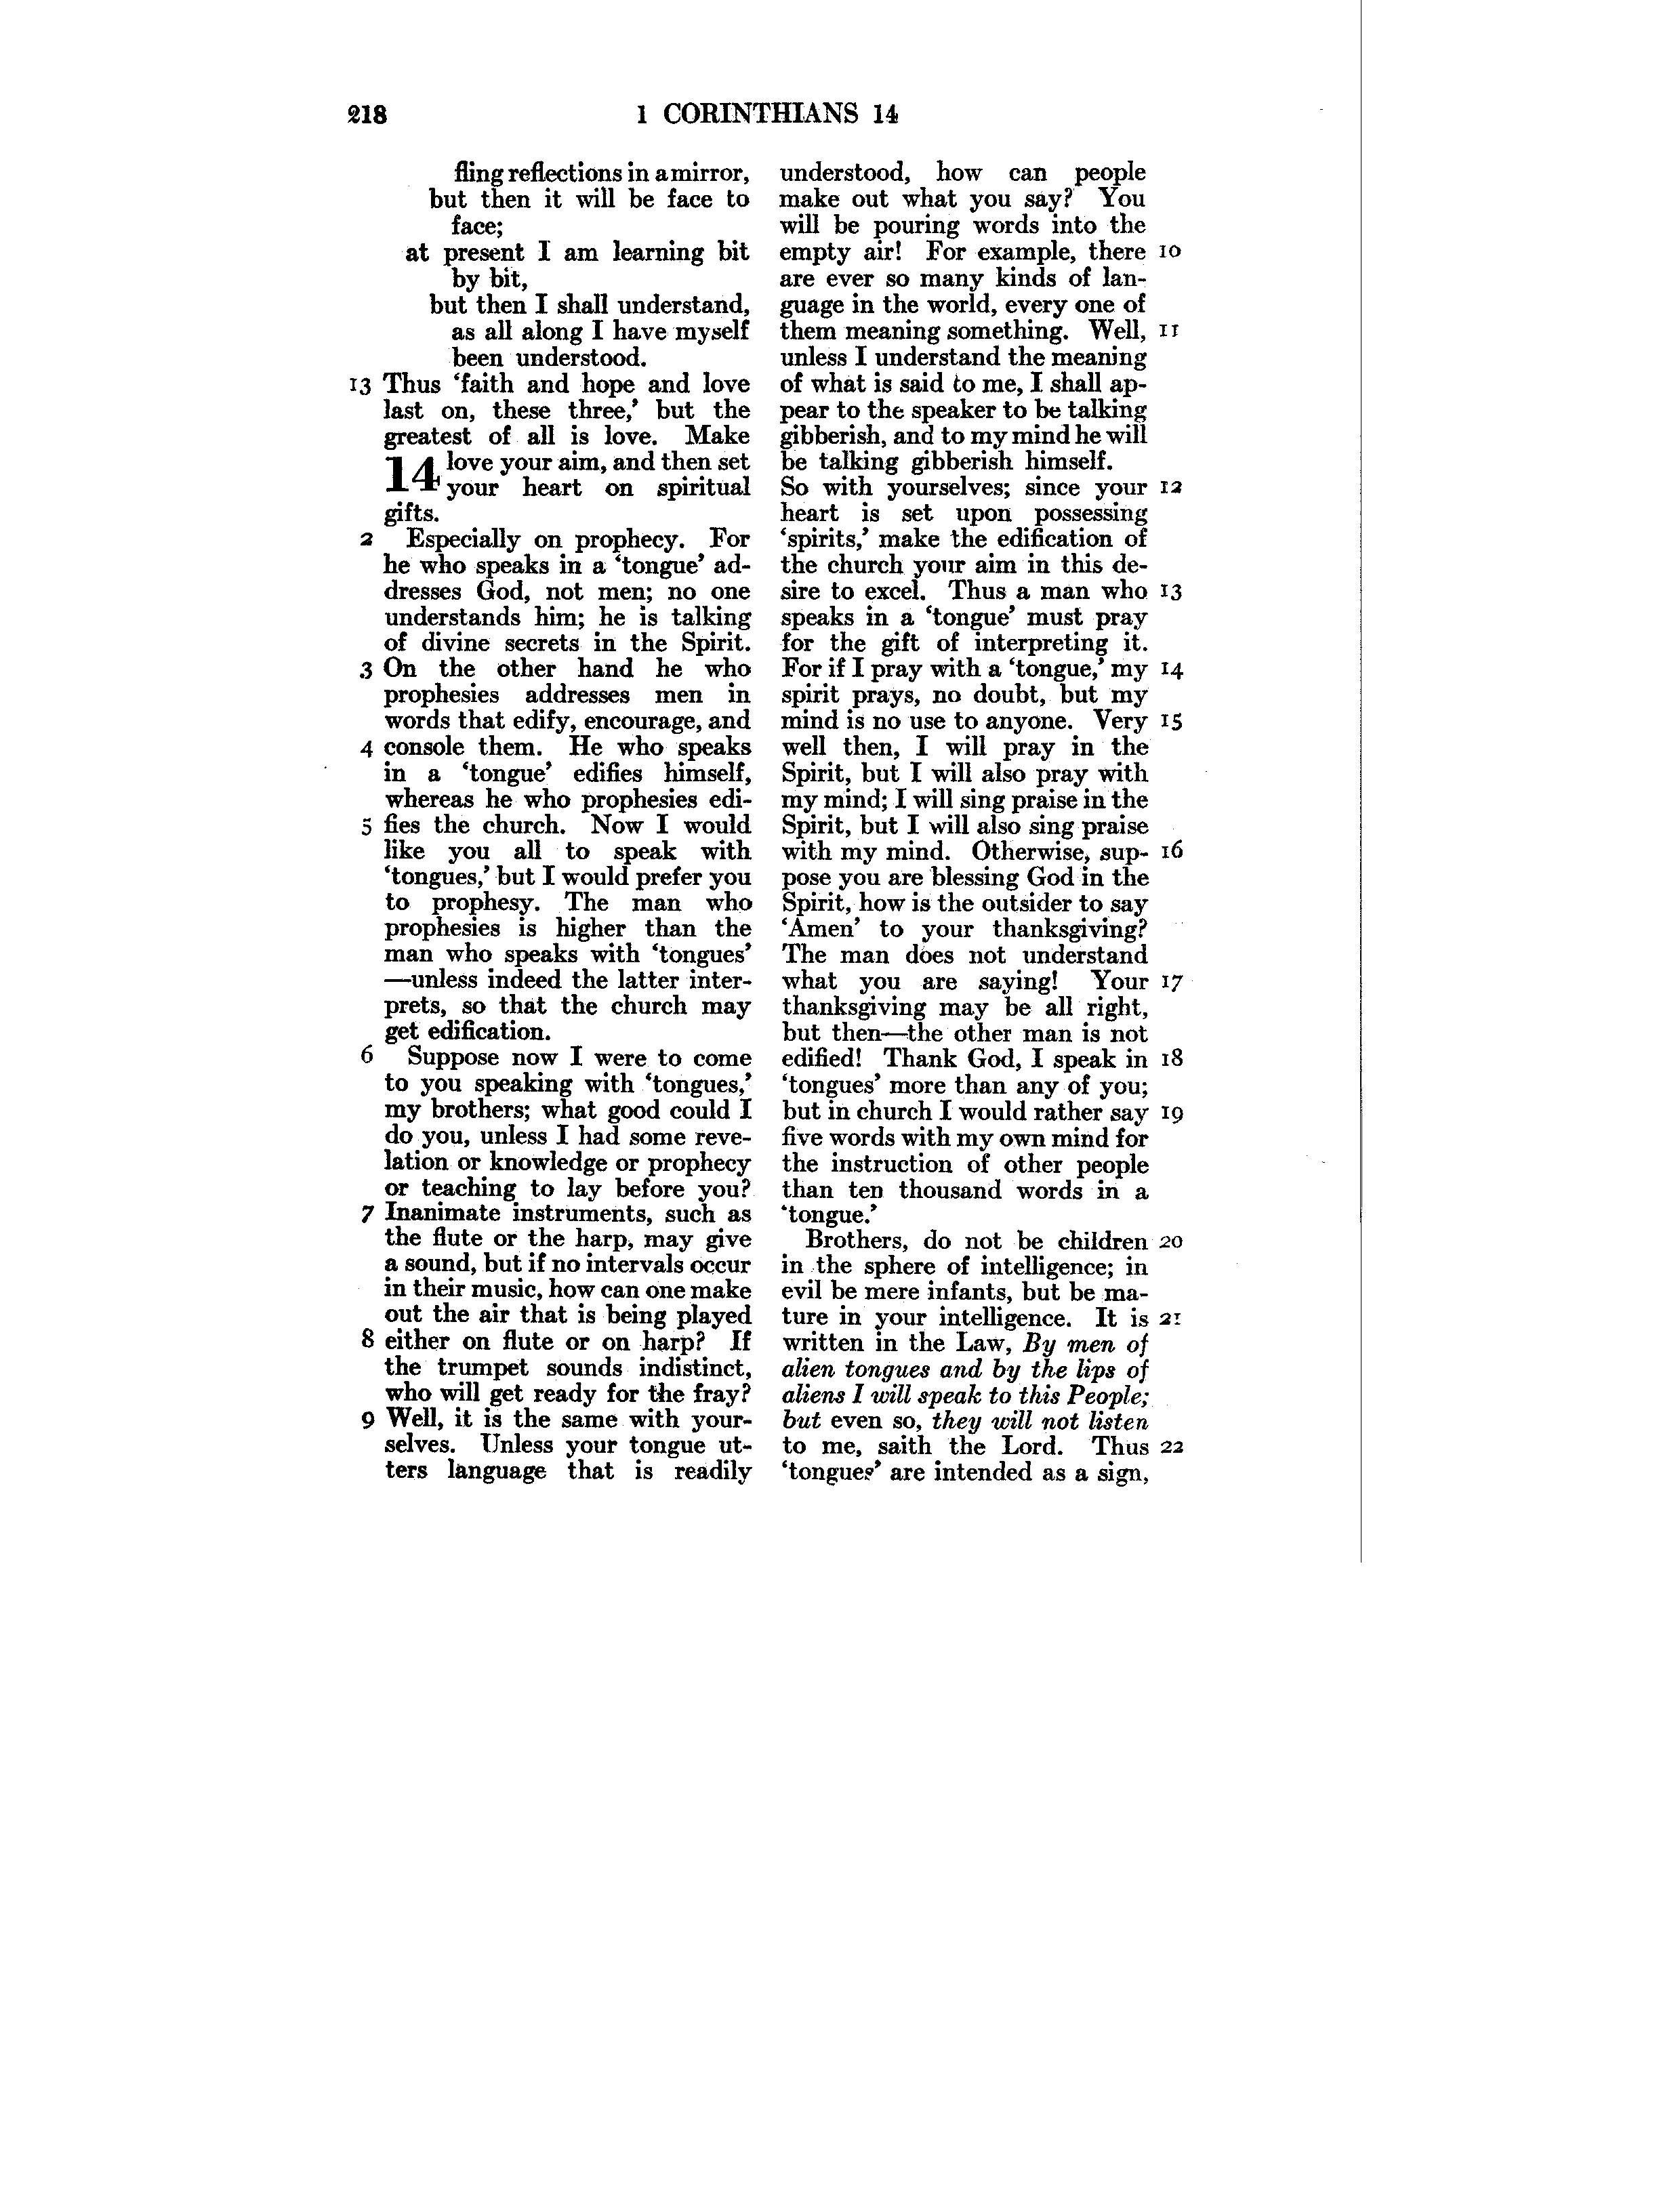 218 1 CORINTHIANS 14
fling reflections in a mirror,
but then it will be face to
face;
at present I am learning bit
by bit,
but then I shall understand,
as all along I have myself
been understood.
13 Thus ‘faith and hope and love
last on, these three,’ but the
greatest of all is love. Make
14 love your aim, and then set
your heart on spiritual
gifts.
2 Especially on prophecy. For
he who speaks in a ‘tongue’ ad-
dresses God, not men; no one
understands him; he is talking
of divine secrets in the Spirit.
3 On the other hand he who
prophesies addresses men in
words that edify, encourage, and
4 console them. He who speaks
in a ‘tongue’ edifies himself,
whereas he who prophesies edi-
5 fies the church. Now I would
like you all to speak with
‘tongues,’ but I would prefer you
to prophesy. The man who
prophesies is higher than the
man who speaks with ‘tongues’
—unless indeed the latter inter-
prets, so that the church may
get edification.
6 Suppose now I were to come
to you speaking with ‘tongues,’
my brothers; what good could I
do you, unless I had some reve-
lation or knowledge or prophecy
or teaching to lay before you?
7 Inanimate instruments, such as
the flute or the harp, may give
a sound, but if no intervals occur
in their music, how can one make
out the air that is being played
8 either on flute or on harp? If
the trumpet sounds indistinct,
who will get ready for the fray?
9 Well, it is the same with your-
selves. Unless your tongue ut-
ters language that is readily
understood, how can people
make out what you say? You
will be pouring words into the
empty air! For example, there 10
are ever so many kinds of lan-
guage in the world, every one of
them meaning something. Well, 11
unless I understand the meaning
of what is said to me, I shall ap-
pear to the speaker to be talking
gibberish, and to my mind he will
be talking gibberish himself.
So with yourselves; since your 12
heart is set upon possessing
‘spirits,’ make the edification of
the church your aim in this de-
sire to excel. Thus a man who 13
speaks in a ‘tongue’ must pray
for the gift of interpreting it.
For if I pray with a ‘tongue,’ my 14
spirit prays, no doubt, but my
mind is no use to anyone. Very 15
well then, I will pray in the
Spirit, but I will also pray with
my mind; I will sing praise in the
Spirit, but I will also sing praise
with my mind. Otherwise, sup- 16
pose you are blessing God in the
Spirit, how is the outsider to say
‘Amen’ to your thanksgiving?
The man does not understand
what you are saying! Your 17
thanksgiving may be all right,
but then—the other man is not
edified! Thank God, I speak in 18
‘tongues’ more than any of you;
but in church I would rather say 19
five words with my own mind for
the instruction of other people
than ten thousand words in a
‘tongue.’
Brothers, do not be children 20
in the sphere of intelligence; in
evil be mere infants, but be ma-
ture in your intelligence. It is 21
written in the Law, By men of
alien tongues and by the lips of
aliens I will speak to this People;
but even so, they will not listen
to me, saith the Lord. Thus 22
‘tongues’ are intended as a sign,